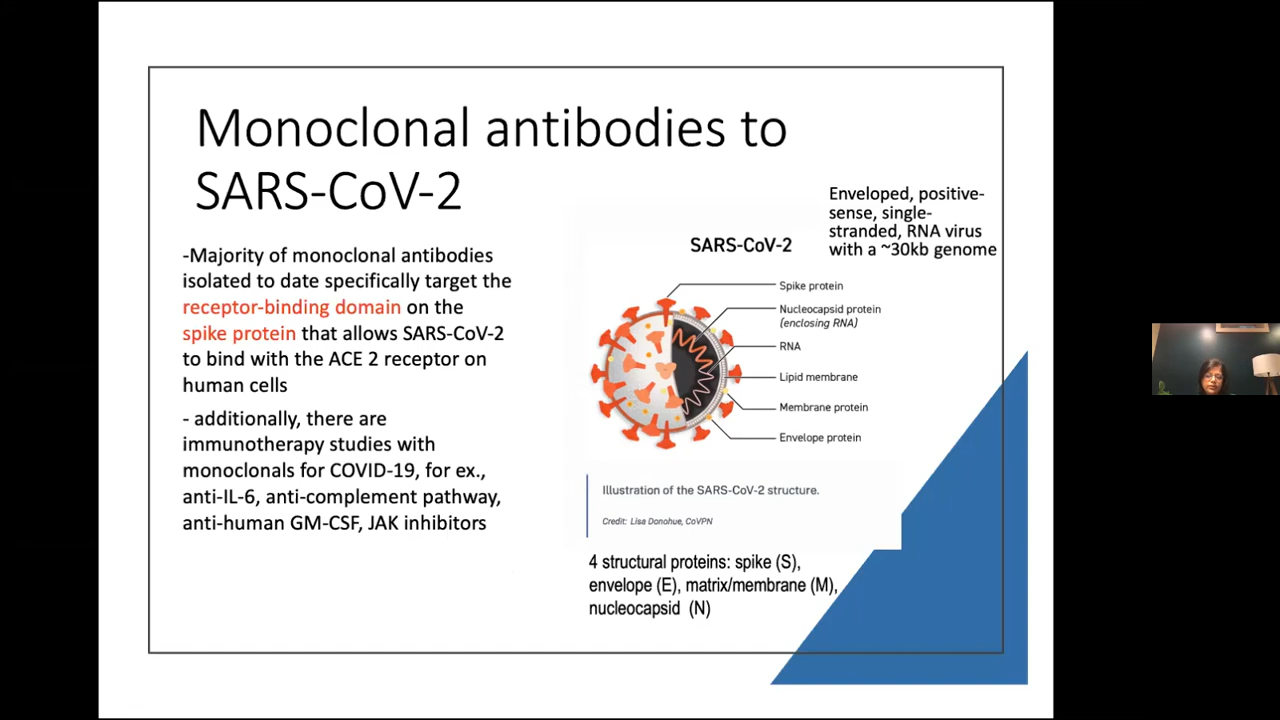 Monoclonal antibodies to
SARS-CoV-2
-Majority of monoclonal antibodies
isolated to date specifically target the
receptor-binding domain on the
spike protein that allows SARS-CoV-2
to bind with the ACE 2 receptor on
human cells
- additionally, there are
immunotherapy studies with
monoclonals for COVID-19, for ex.,
anti-IL-6, anti-complement pathway,
anti-human GM-CSF, JAK inhibitors
Enveloped, positive-
sense, single-
stranded, RNA virus
with a ~30kb genome
SARS-CoV-2
Spike protein
Nucleocapsid protein
(enclosing RNA)
RNA
Lipid membrane
Membrane protein
Envelope protein
Illustration of the SARS-CoV-2 structure.
Credit: Lisa Donohue, CoVPN
4 structural proteins: spike (S),
envelope (E), matrix/membrane (M),
nucleocapsid (N)